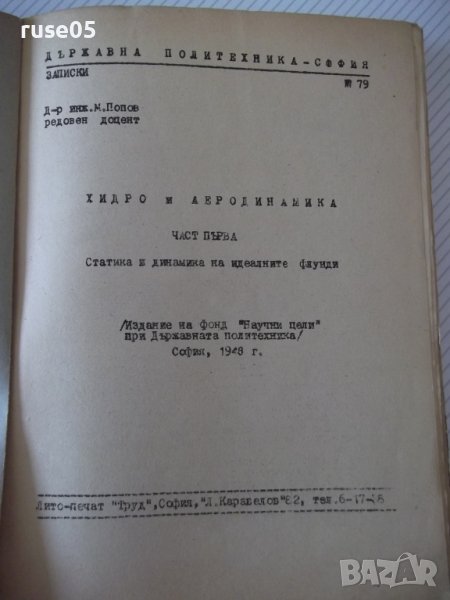 ruse05
ДЪРЖАВНА ПОЛИТЕХНИКА-СОФИЯ
ЗАПИСКИ
№ 79
Д-р инж.М.Попов
редовен доцент
ХИДРО и АЕРОДИНАМИКА
ЧАСТ ПЪРВА
Статика и динамика на идеалните флуиди
/Издание на фонд "Научни цели"
при Държавната политехника/
София, 1948 г.
Лито-печат "Труд",София,"Л.Каравелов" 82, тел.6-17-
BAZAR